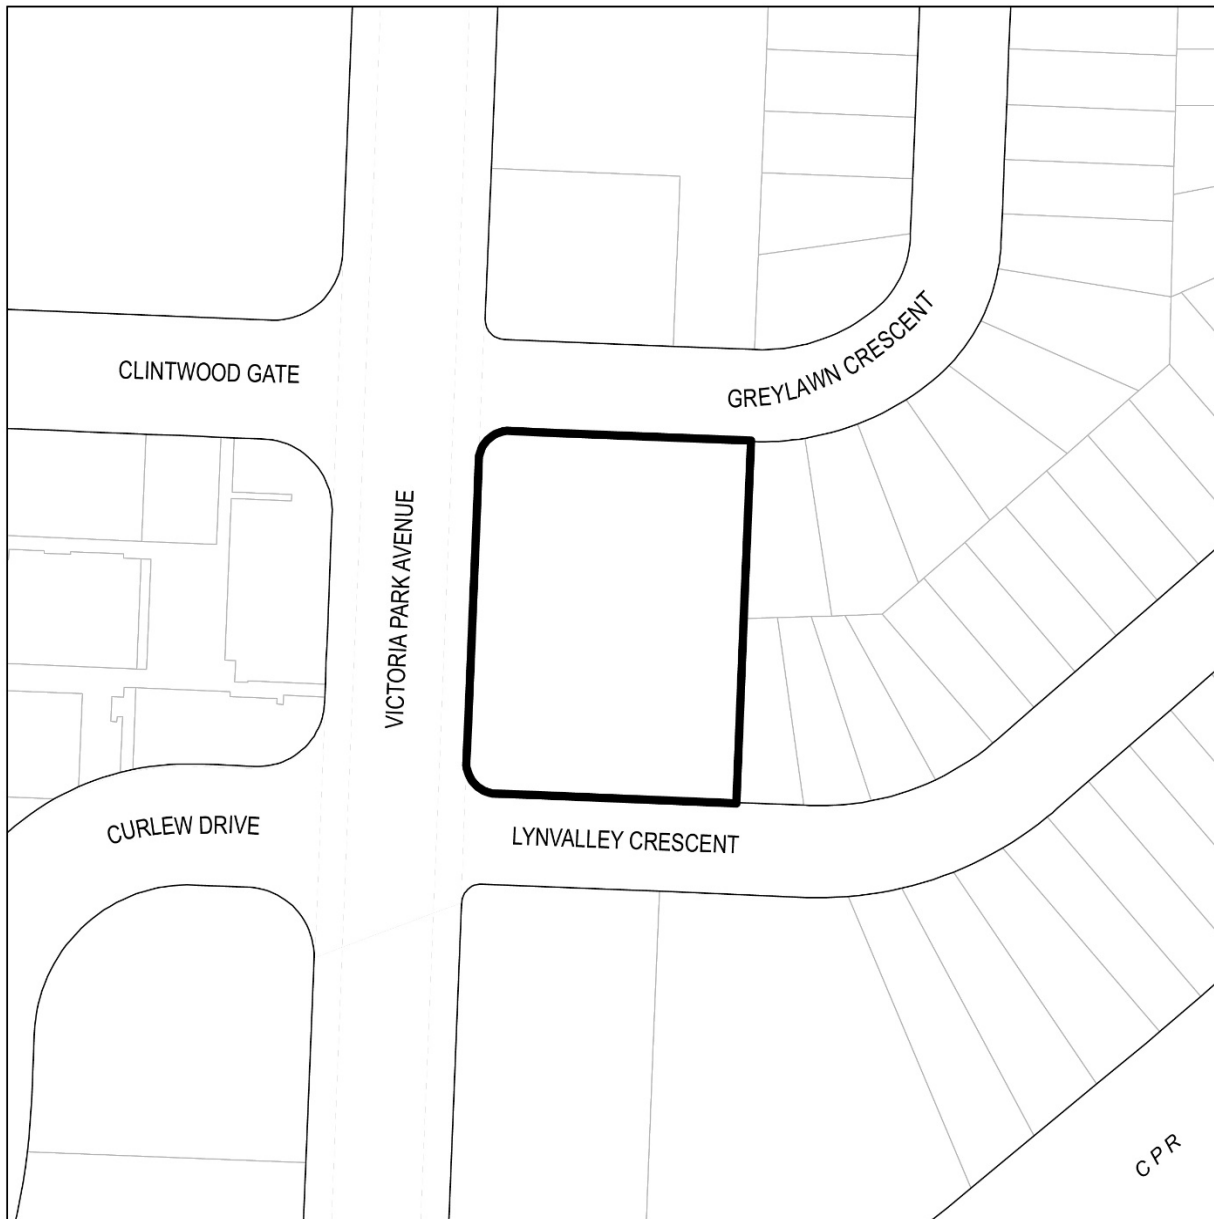 CLINTWOOD GATE
GREYLAWN CRESCENT
VICTORIA PARK AVENUE
CURLEW DRIVE
LYNVALLEY CRESCENT
CPR